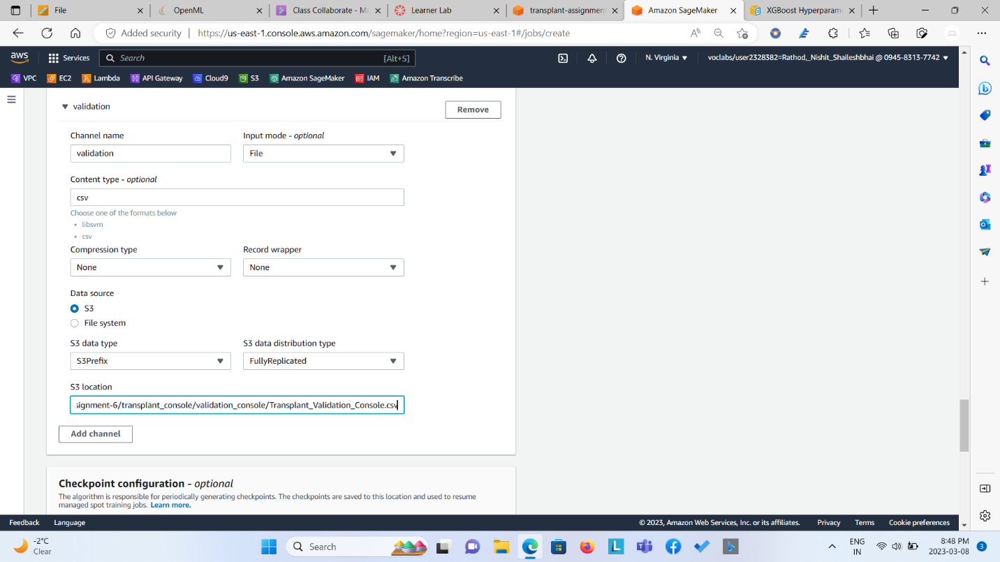 File
OpenML
Class Collaborate - Ma
Learner Lab
transplant-assignment
Amazon SageMaker
XGBoost Hyperparame
Added security
https://us-east-1.console.aws.amazon.com/sagemaker/home?region=us-east-1#/jobs/create
aws
Services
Search
[Alt+S]
N. Virginia
voclabs/user2328382=Rathod,_Nishit_Shaileshbhai @ 0945-8313-7742
VPC
EC2
Lambda
API Gateway
Cloud9
S3
Amazon SageMaker
IAM
Amazon Transcribe
validation
Remove
Channel name
Input mode - optional
validation
File
Content type - optional
csv
Choose one of the formats below
• libsvm
• csv
Compression type
Record wrapper
None
None
Data source
S3
File system
S3 data type
S3 data distribution type
S3Prefix
FullyReplicated
S3 location
signment-6/transplant_console/validation_console/Transplant_Validation_Console.csv
Add channel
Checkpoint configuration - optional
The algorithm is responsible for periodically generating checkpoints. The checkpoints are saved to this location and used to resume
managed spot training jobs. Learn more.
Feedback
Language
© 2023, Amazon Web Services, Inc. or its affiliates.
Privacy
Terms
Cookie preferences
-2°C
Clear
Search
ENG
IN
8:48 PM
2023-03-08
3